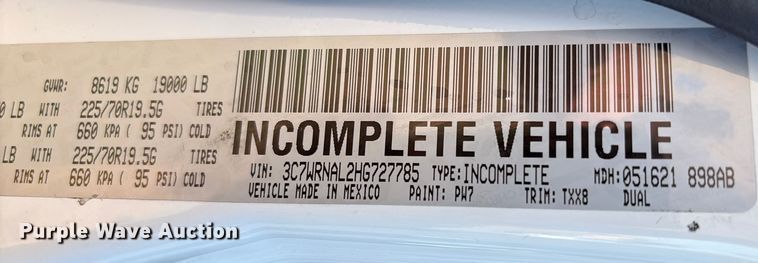 GVWR: 8619 KG 19000 LB
0 LB WITH 225/70R19.5G TIRES
RIMS AT 660 KPA ( 95 PSI) COLD
LB WITH 225/70R19.5G TIRES
RIMS AT 660 KPA ( 95 PSI) COLD
INCOMPLETE VEHICLE
VIN: 3C7WRNAL2HG727785 TYPE:INCOMPLETE MDH:051621 898AB
VEHICLE MADE IN MEXICO PAINT: PW7 TRIM: TXX8 DUAL
Purple Wave Auction